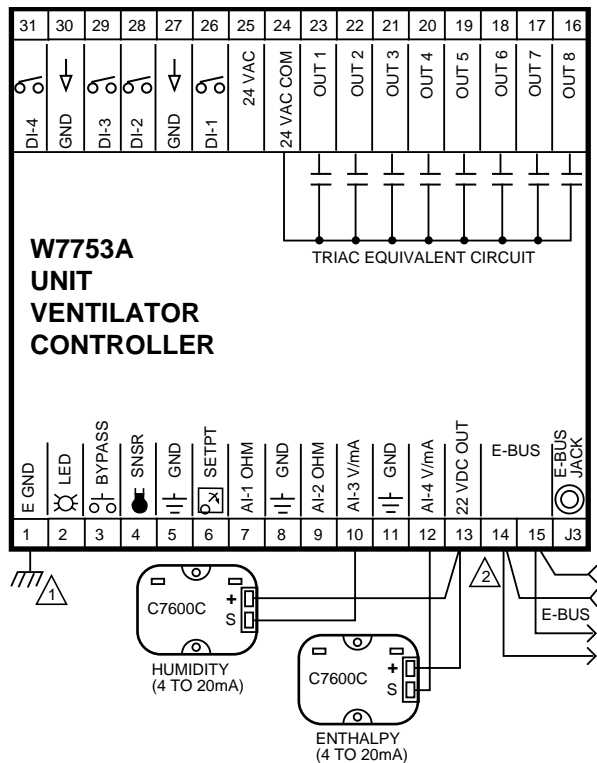 31 30 29 28 27 26 25 24 23 22 21 20 19 18 17 16
DI-4
GND
DI-3
DI-2
GND
DI-1
24 VAC
24 VAC COM
OUT 1
OUT 2
OUT 3
OUT 4
OUT 5
OUT 6
OUT 7
OUT 8
TRIAC EQUIVALENT CIRCUIT
W7753A
UNIT
VENTILATOR
CONTROLLER
E GND
LED
BYPASS
SNSR
GND
SETPT
AI-1 OHM
GND
AI-2 OHM
AI-3 V/mA
GND
AI-4 V/mA
22 VDC OUT
E-BUS
E-BUS
JACK
1 2 3 4 5 6 7 8 9 10 11 12 13 14 15 J3
1
2
E-BUS
C7600C
+
S
HUMIDITY
(4 TO 20mA)
C7600C
+
S
ENTHALPY
(4 TO 20mA)